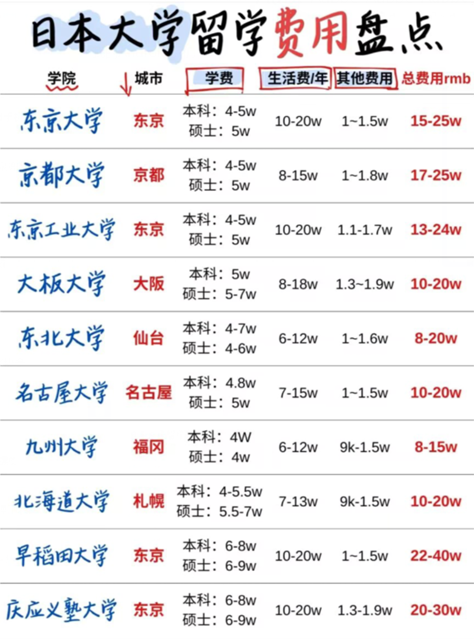 日本大学留学费用盘点
学院 城市 学费 生活费/年 其他费用 总费用rmb
东京大学 东京 本科：4-5w 硕士：5w 10-20w 1~1.5w 15-25w
京都大学 京都 本科：4-5w 硕士：5w 8-15w 1~1.8w 17-25w
东京工业大学 东京 本科：4-5w 硕士：5w 10-20w 1.1-1.7w 13-24w
大板大学 大阪 本科：5w 硕士：5-7w 8-18w 1.3~1.9w 10-20w
东北大学 仙台 本科：4-7w 硕士：4-6w 6-12w 1~1.6w 8-20w
名古屋大学 名古屋 本科：4.8w 硕士：5w 7-15w 1~1.5w 10-20w
九州大学 福冈 本科：4W 硕士：4w 6-12w 9k-1.5w 8-15w
北海道大学 札幌 本科：4-5.5w 硕士：5.5-7w 7-13w 9k-1.5w 10-20w
早稻田大学 东京 本科：6-8w 硕士：6-9w 10-20w 1~1.5w 22-40w
庆应义塾大学 东京 本科：6-8w 硕士：6-9w 10-20w 1.3-1.9w 20-30w